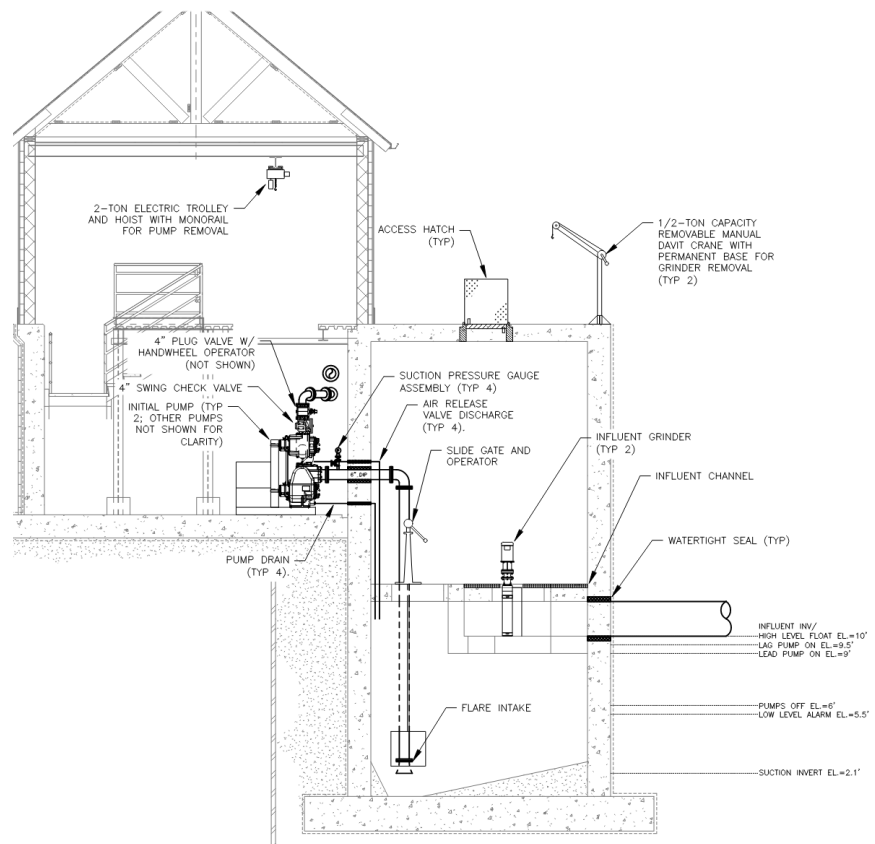 2-TON ELECTRIC TROLLEY
AND HOIST WITH MONORAIL
FOR PUMP REMOVAL
ACCESS HATCH
(TYP)
1/2-TON CAPACITY
REMOVABLE MANUAL
DAVIT CRANE WITH
PERMANENT BASE FOR
GRINDER REMOVAL
(TYP 2)
4" PLUG VALVE W/
HANDWHEEL OPERATOR
(NOT SHOWN)
4" SWING CHECK VALVE
INITIAL PUMP (TYP
2; OTHER PUMPS
NOT SHOWN FOR
CLARITY)
SUCTION PRESSURE GAUGE
ASSEMBLY (TYP 4)
AIR RELEASE
VALVE DISCHARGE
(TYP 4).
SLIDE GATE AND
OPERATOR
INFLUENT GRINDER
(TYP 2)
INFLUENT CHANNEL
WATERTIGHT SEAL (TYP)
PUMP DRAIN
(TYP 4).
INFLUENT INV/
HIGH LEVEL FLOAT EL.=10'
LAG PUMP ON EL.=9.5'
LEAD PUMP ON EL.=9'
PUMPS OFF EL.=6'
LOW LEVEL ALARM EL.=5.5'
FLARE INTAKE
SUCTION INVERT EL.=2.1'